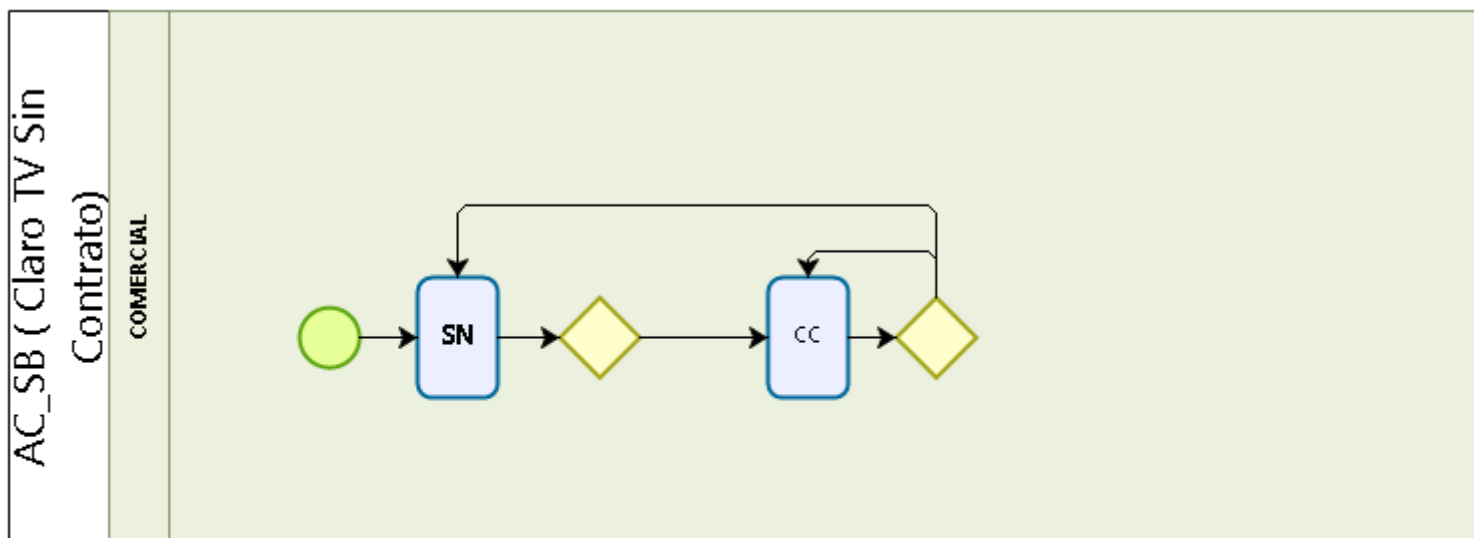 AC_SB ( Claro TV Sin
Contrato)
COMERCIAL
SN
CC